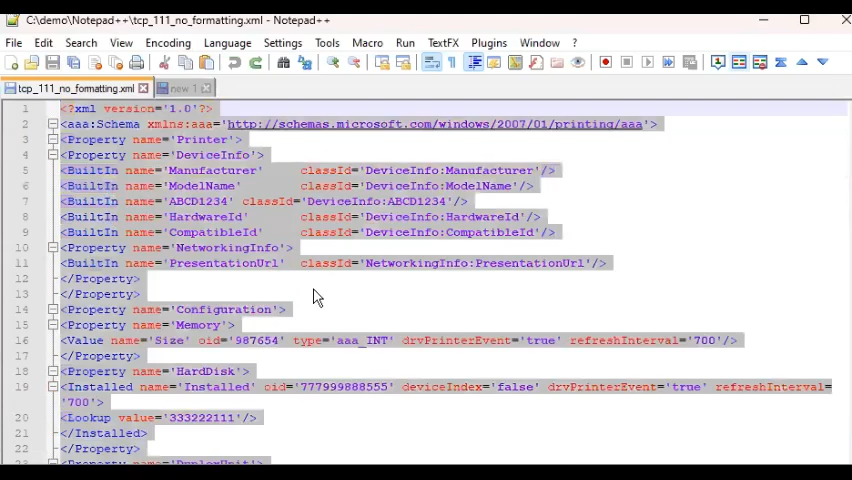 C:\demo\Notepad++\tcp_111_no_formatting.xml - Notepad++
File Edit Search View Encoding Language Settings Tools Macro Run TextFX Plugins Window ?
tcp_111_no_formatting.xml new 1
1 <?xml version='1.0'?>
2 <aaa:Schema xmlns:aaa='http://schemas.microsoft.com/windows/2007/01/printing/aaa'>
3 <Property name='Printer'>
4 <Property name='DeviceInfo'>
5 <BuiltIn name='Manufacturer' classId='DeviceInfo:Manufacturer'/>
6 <BuiltIn name='ModelName' classId='DeviceInfo:ModelName'/>
7 <BuiltIn name='ABCD1234' classId='DeviceInfo:ABCD1234'/>
8 <BuiltIn name='HardwareId' classId='DeviceInfo:HardwareId'/>
9 <BuiltIn name='CompatibleId' classId='DeviceInfo:CompatibleId'/>
10 <Property name='NetworkingInfo'>
11 <BuiltIn name='PresentationUrl' classId='NetworkingInfo:PresentationUrl'/>
12 </Property>
13 </Property>
14 <Property name='Configuration'>
15 <Property name='Memory'>
16 <Value name='Size' oid='987654' type='aaa_INT' drvPrinterEvent='true' refreshInterval='700'/>
17 </Property>
18 <Property name='HardDisk'>
19 <Installed name='Installed' oid='777999888555' deviceIndex='false' drvPrinterEvent='true' refreshInterval=
'700'>
20 <Lookup value='333222111'/>
21 </Installed>
22 </Property>
23 <Property name='DuplexUnit'>